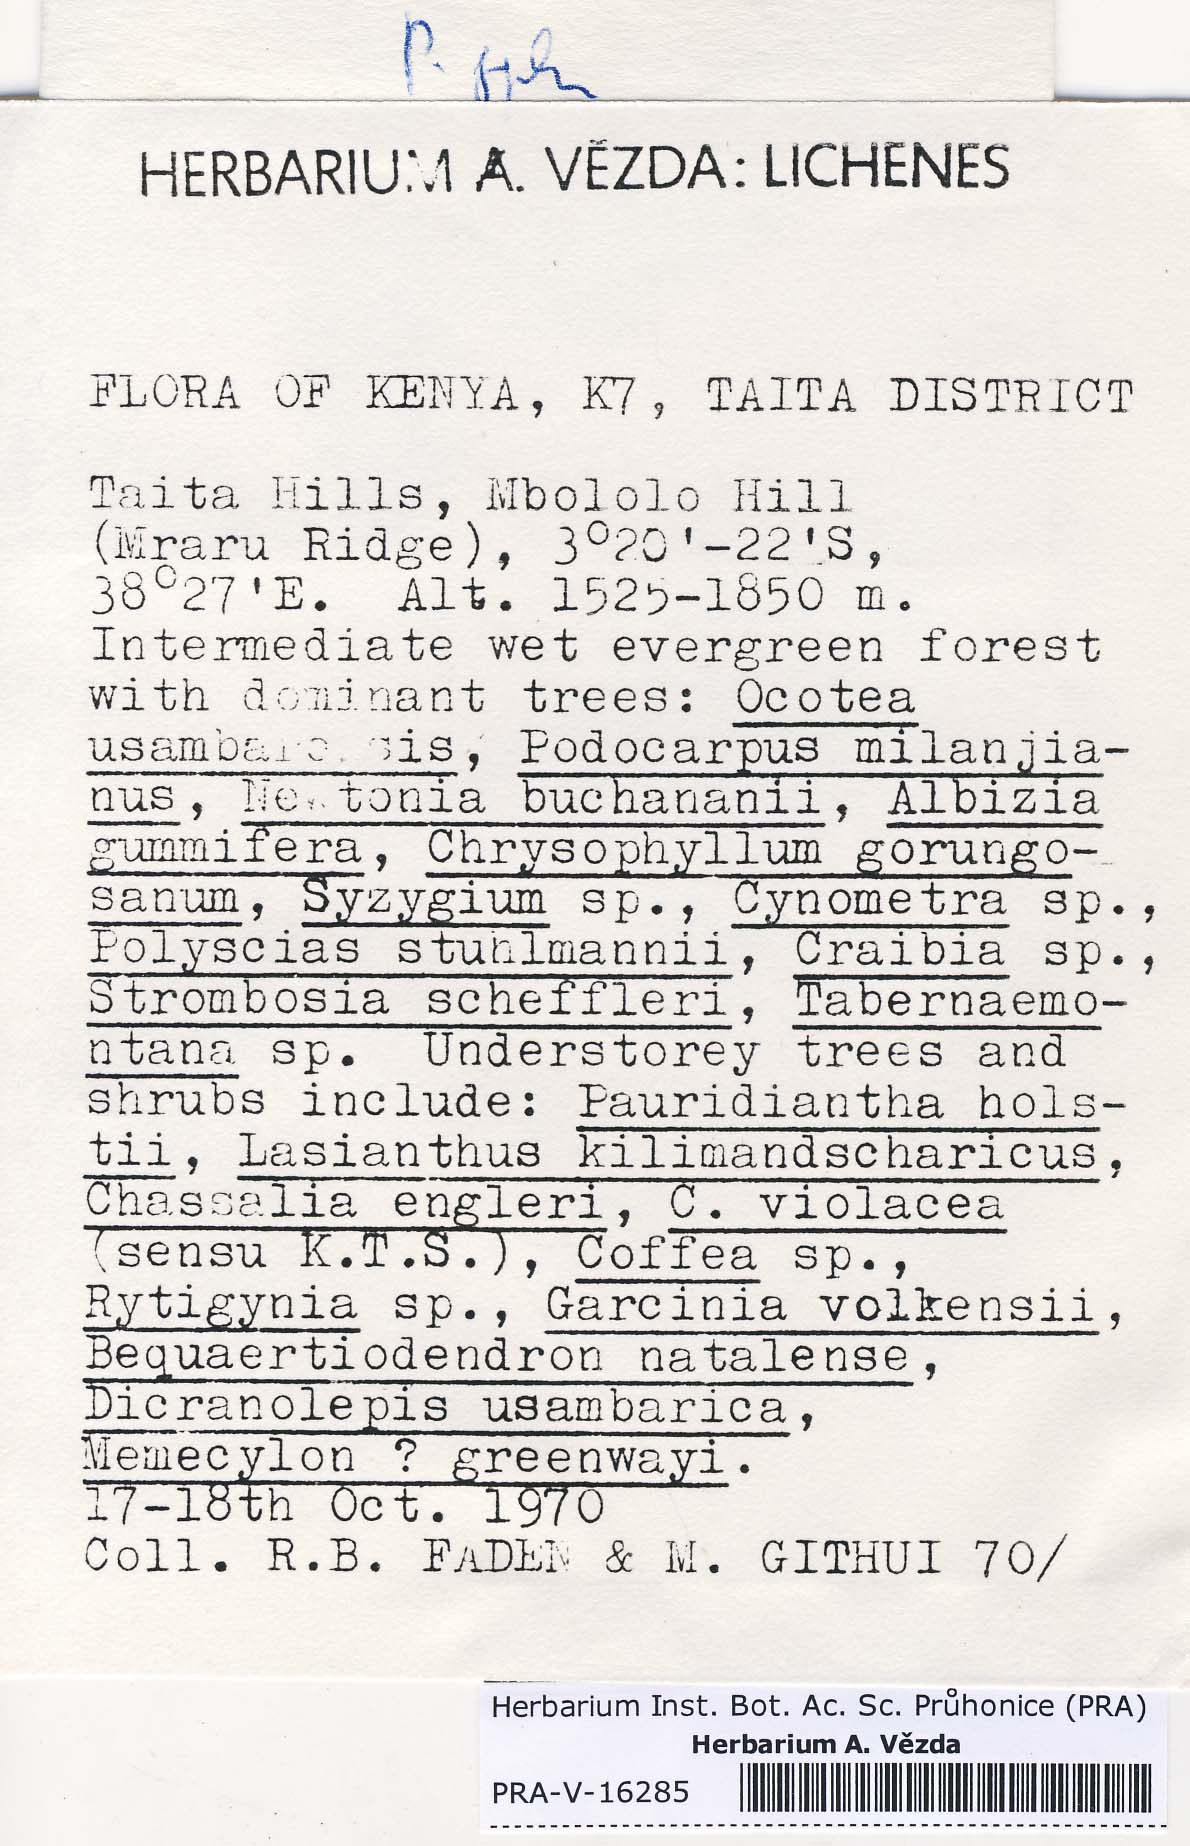 HERBARIUM A. VĚZDA: LICHENES
FLORA OF KENYA, K7, TAITA DISTRICT
Taita Hills, Mbololo Hill
(Mraru Ridge), 3°20'-22'S,
38°27'E. Alt. 1525-1850 m.
Intermediate wet evergreen forest
with dominant trees: Ocotea
usambarensis, Podocarpus milanjia-
nus, Newtonia buchananii, Albizia
gummifera, Chrysophyllum gorungo-
sanum, Syzygium sp., Cynometra sp.,
Polyscias stuhlmannii, Craibia sp.,
Strombosia scheffleri, Tabernaemo-
ntana sp. Understorey trees and
shrubs include: Pauridiantha hols-
tii, Lasianthus kilimandscharicus,
Chassalia engleri, C. violacea
(sensu K.T.S.), Coffea sp.,
Rytigynia sp., Garcinia volkensii,
Bequaertiodendron natalense,
Dicranolepis usambarica,
Memecylon ? greenwayi.
17-18th Oct. 1970
Coll. R.B. FADEN & M. GITHUI 70/
Herbarium Inst. Bot. Ac. Sc. Průhonice (PRA)
Herbarium A. Vězda
PRA-V-16285